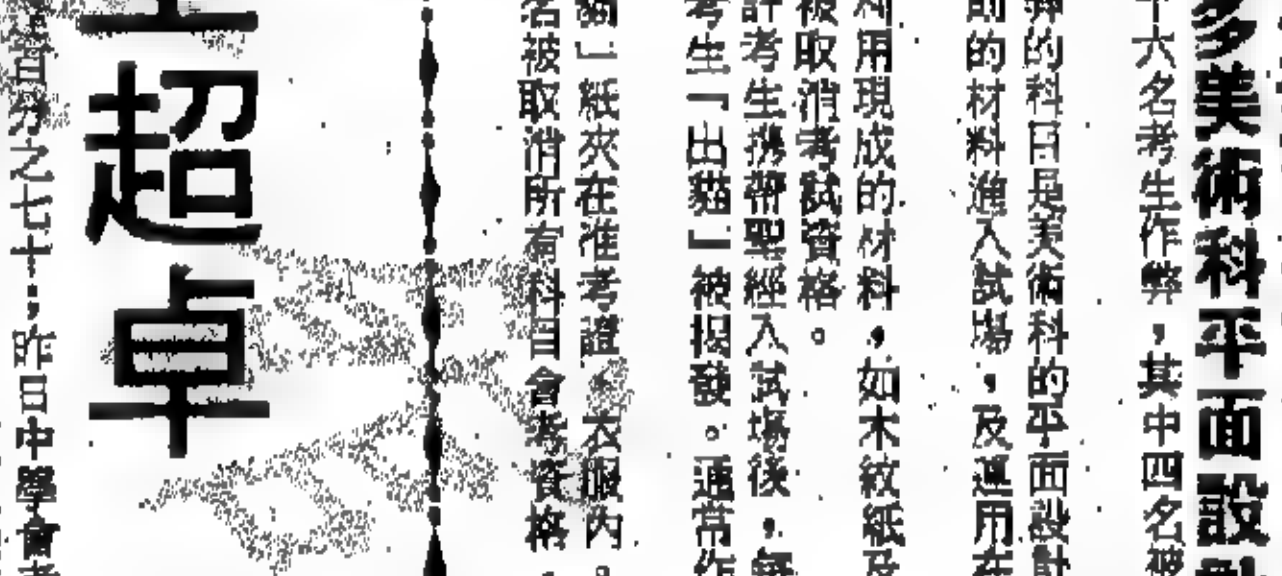 多美術科平面設計
十六名考生作弊，其中四名被
弊的科目是美術科的平面設計
前的材料進入試場，及運用在
利用現成的材料，如木紋紙及
被取消考試資格。
許考生攜帶聖經入試場後，無
考生「出貓」被揭發。通常作
貓」紙夾在准考證、衣服內。
名被取消所有科目會考資格，
超卓
百分之七十；昨日中學會考